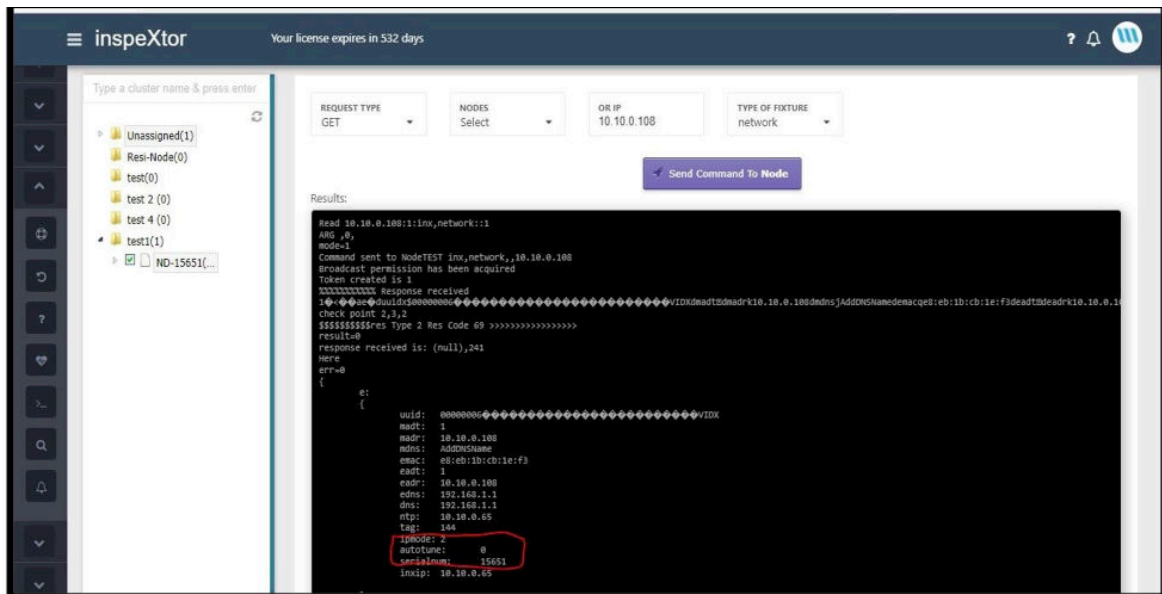 inspeXtor
Your license expires in 532 days
?
Type a cluster name & press enter
Unassigned(1)
Resi-Node(0)
test(0)
test 2 (0)
test 4 (0)
test1(1)
ND-15651(...
REQUEST TYPE
GET
NODES
Select
OR IP
10.10.0.108
TYPE OF FIXTURE
network
Send Command To Node
Results:
Read 10.10.0.108:1:inx,network::1
ARG ,0,
mode=1
Command sent to NodeTEST inx,network,,10.10.0.108
Broadcast permission has been acquired
Token created is 1
%%%%%%%%%%% Response received
check point 2,3,2
$$$$$$$$$$res Type 2 Res Code 69 >>>>>>>>>>>>>>>>>
result=0
response received is: (null),241
Here
err=0
{
e:
{
uuid: 00000006����������������������������VIDX
madt: 1
madr: 10.10.0.108
mdns: AddDNSName
emac: e8:eb:1b:cb:1e:f3
eadt: 1
eadr: 10.10.0.108
edns: 192.168.1.1
dns: 192.168.1.1
ntp: 10.10.0.65
tag: 144
ipmode: 2
autotune: 0
serialnum: 15651
inxip: 10.10.0.65